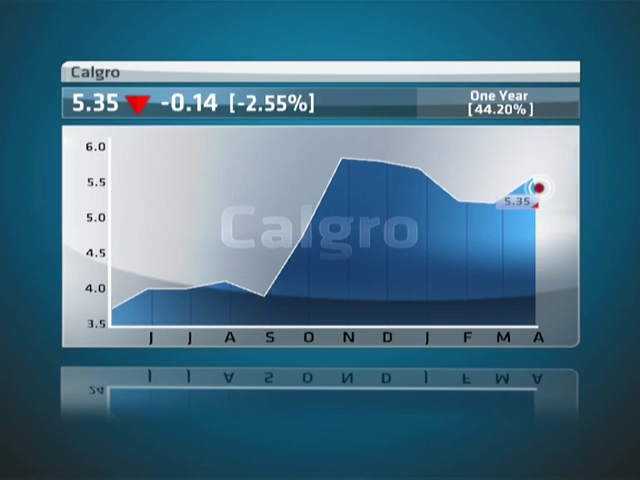 Calgro
5.35 -0.14 [-2.55%]
One Year
[44.20%]
6.0
5.5
5.0
4.5
4.0
3.5
Calgro
5.35
J J A S O N D J F M A
24
J J A S O N D J F M A